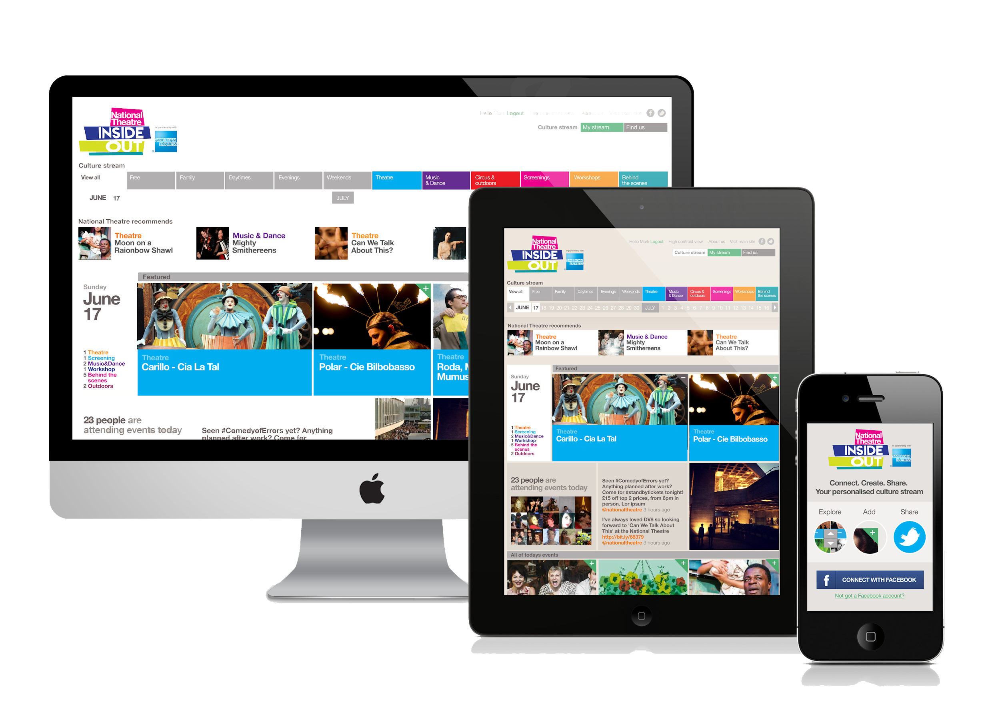 National
Theatre
INSIDE
OUT
In partnership with
AMERICAN
EXPRESS
Hello Mark Logout High contrast view About us Visit main site
Culture stream My stream Find us
Culture stream
View all Free Family Daytimes Evenings Weekends Theatre Music & Dance Circus & outdoors Screenings Workshops Behind the scenes
JUNE 17 JULY
National Theatre recommends
Theatre
Moon on a
Raionbow Shawl
Music & Dance
Mighty
Smithereens
Theatre
Can We Talk
About This?
Featured
Sunday
June
17
1 Theatre
1 Screening
2 Music&Dance
1 Workshop
5 Behind the
scenes
2 Outdoors
Theatre
Carillo - Cia La Tal
Theatre
Polar - Cie Bilbobasso
Theatre
Roda,
Mumus
23 people are
attending events today
Seen #ComedyofErrors yet? Anything
planned after work? Come for
National
Theatre
INSIDE
OUT
In partnership with
AMERICAN
EXPRESS
Hello Mark Logout High contrast view About us Visit main site
Culture stream My stream Find us
Culture stream
View all Free Family Daytimes Evenings Weekends Theatre Music & Dance Circus & outdoors Screenings Workshops Behind the scenes
JUNE 17 18 19 20 21 22 23 24 25 26 27 28 29 30 JULY 1 2 3 4 5 6 7 8 9 10 11 12 13 14 15 16
National Theatre recommends
Theatre
Moon on a
Rainbow Shawl
Music & Dance
Mighty
Smithereens
Theatre
Can We Talk
About This?
Featured
Sunday
June
17
1 Theatre
1 Screening
2 Music&Dance
1 Workshop
5 Behind the
scenes
2 Outdoors
Theatre
Carillo - Cia La Tal
Theatre
Polar - Cie Bilbobasso
23 people are
attending events today
Seen #ComedyofErrors yet?
Anything planned after work?
Come for #standbytickets tonight!
£15 off top 2 prices, from 6pm in
person. Lor ipsum
@nationaltheatre 3 hours ago
I've always loved DV8 so looking
forward to 'Can We Talk About
This' at the National Theatre
http://bit.ly/68379
@nationaltheatre 3 hours ago
All of todays events
National
Theatre
INSIDE
OUT
In partnership with
AMERICAN
EXPRESS
Connect. Create. Share.
Your personalised culture stream
Explore Add Share
f CONNECT WITH FACEBOOK
Not got a Facebook account?